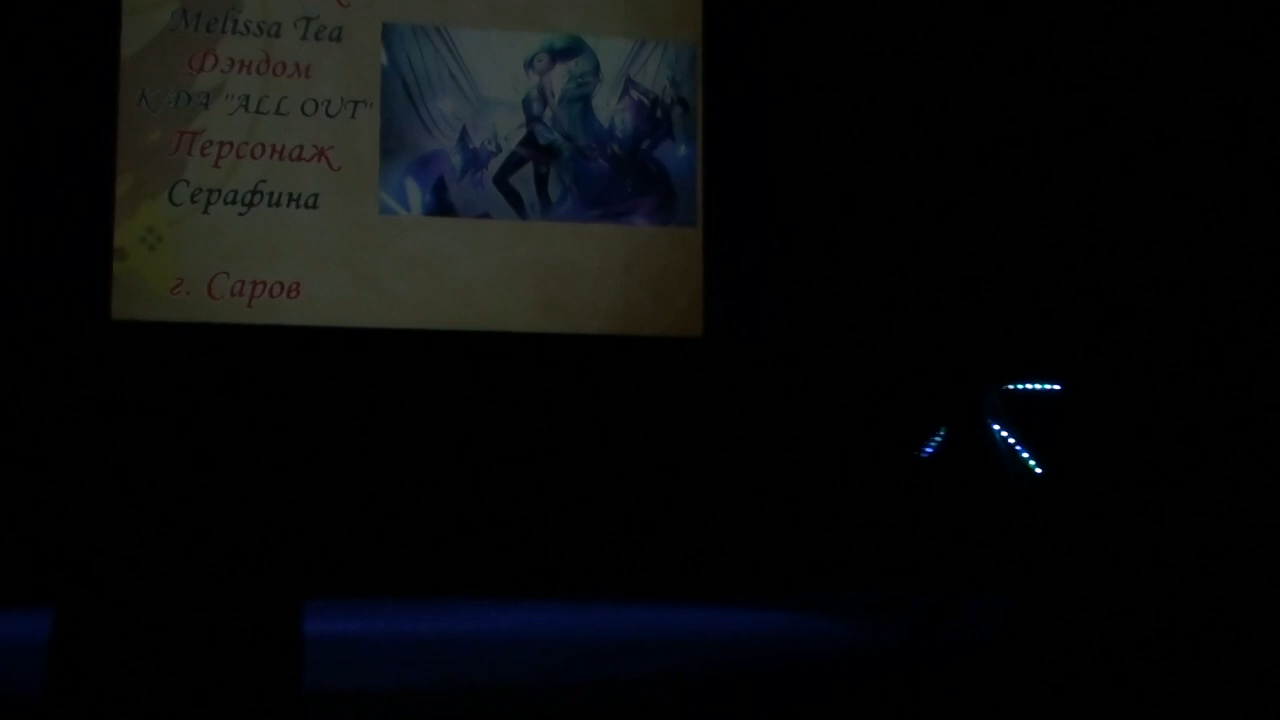 Melissa Tea
Фэндом
K/DA "ALL OUT"
Персонаж
Серафина
г. Саров